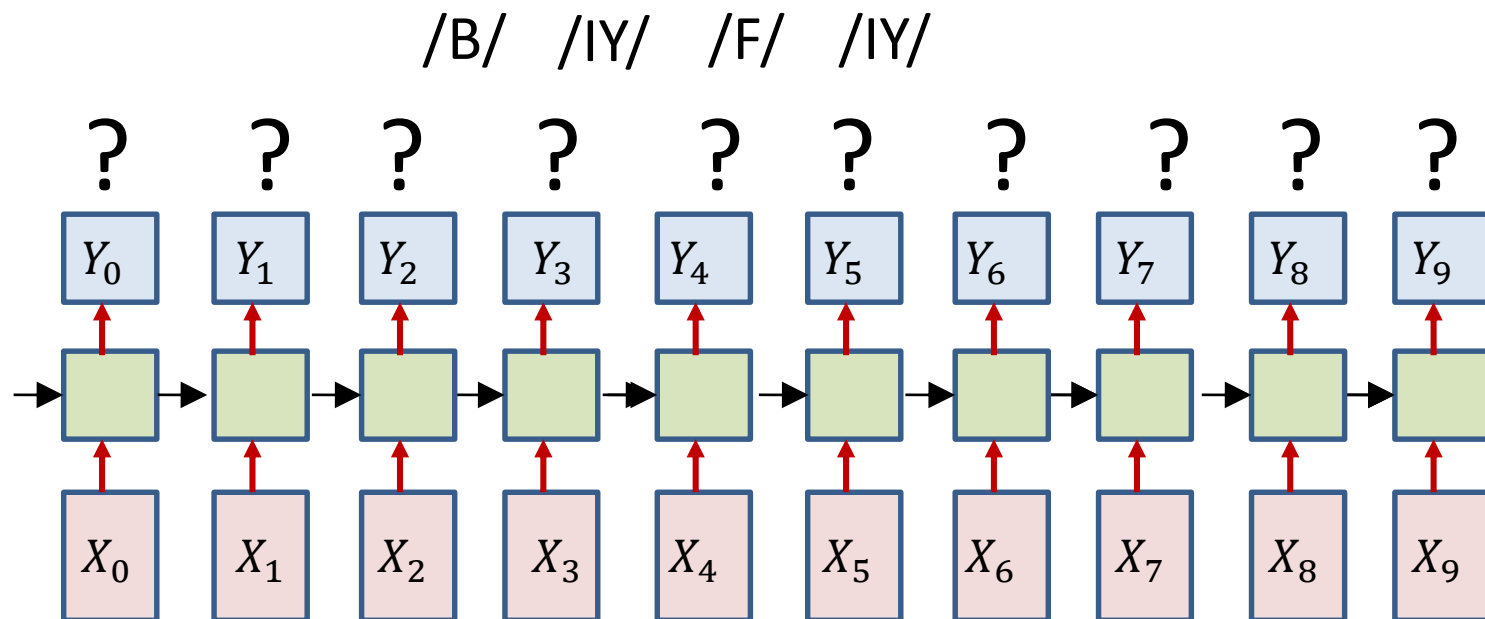 /B/ /IY/ /F/ /IY/
? ? ? ? ? ? ? ? ? ?
Y₀ Y₁ Y₂ Y₃ Y₄ Y₅ Y₆ Y₇ Y₈ Y₉
X₀ X₁ X₂ X₃ X₄ X₅ X₆ X₇ X₈ X₉